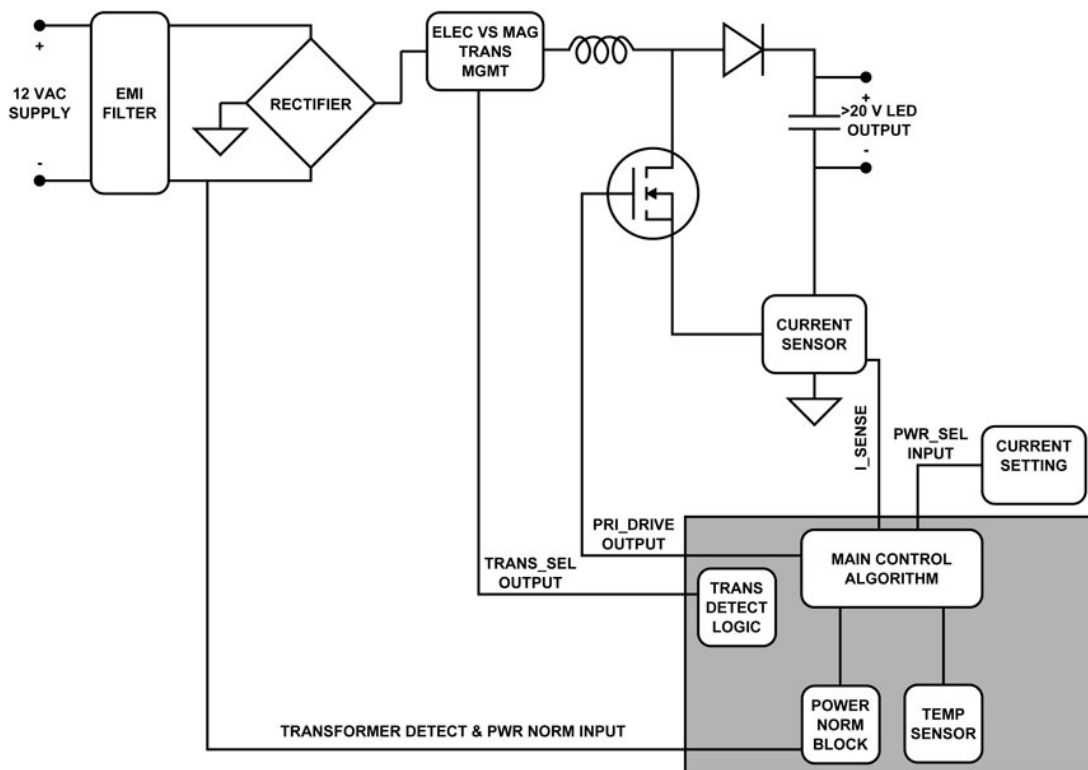 +
12 VAC
SUPPLY
-
EMI
FILTER
RECTIFIER
ELEC VS MAG
TRANS
MGMT
+
>20 V LED
OUTPUT
-
CURRENT
SENSOR
I_SENSE
PWR_SEL
INPUT
CURRENT
SETTING
PRI_DRIVE
OUTPUT
TRANS_SEL
OUTPUT
MAIN CONTROL
ALGORITHM
TRANS
DETECT
LOGIC
POWER
NORM
BLOCK
TEMP
SENSOR
TRANSFORMER DETECT & PWR NORM INPUT